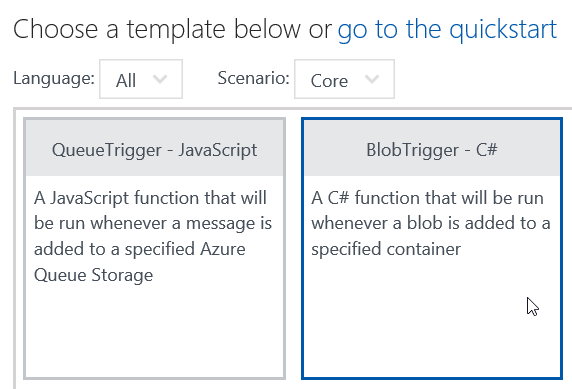 Choose a template below or go to the quickstart
Language: All Scenario: Core
QueueTrigger - JavaScript
A JavaScript function that will
be run whenever a message is
added to a specified Azure
Queue Storage
BlobTrigger - C#
A C# function that will be run
whenever a blob is added to a
specified container